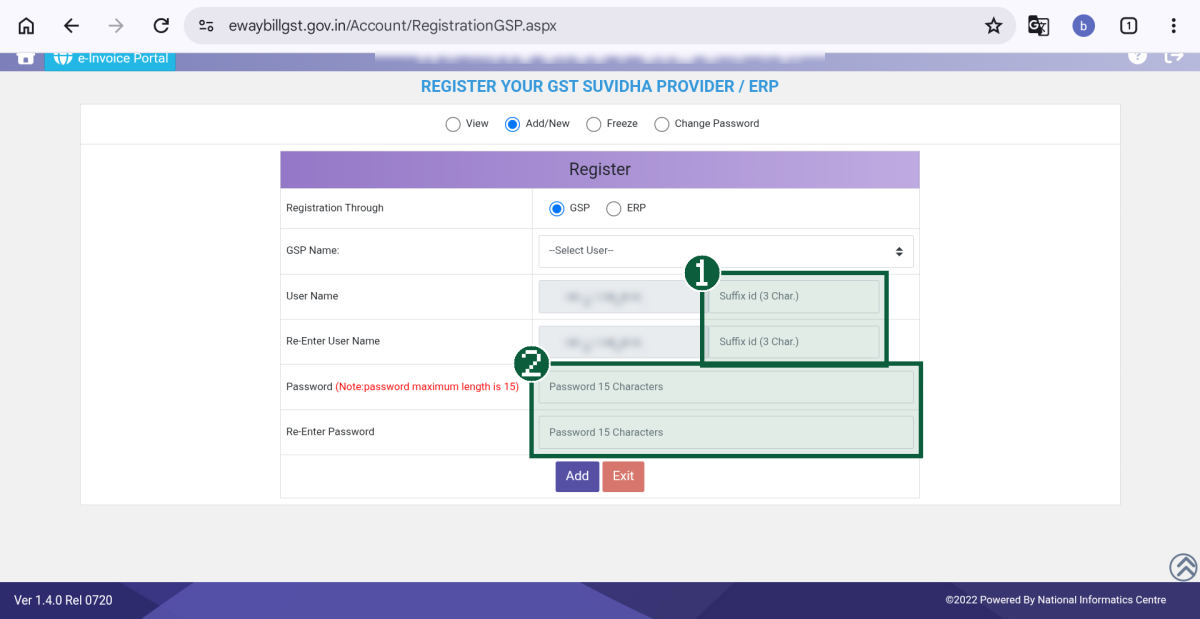 ewaybillgst.gov.in/Account/RegistrationGSP.aspx
b
1
e-Invoice Portal
?
REGISTER YOUR GST SUVIDHA PROVIDER / ERP
View Add/New Freeze Change Password
Register
Registration Through GSP ERP
GSP Name: --Select User--
1
User Name Suffix id (3 Char.)
Re-Enter User Name Suffix id (3 Char.)
2
Password (Note:password maximum length is 15) Password 15 Characters
Re-Enter Password Password 15 Characters
Add Exit
Ver 1.4.0 Rel 0720 ©2022 Powered By National Informatics Centre